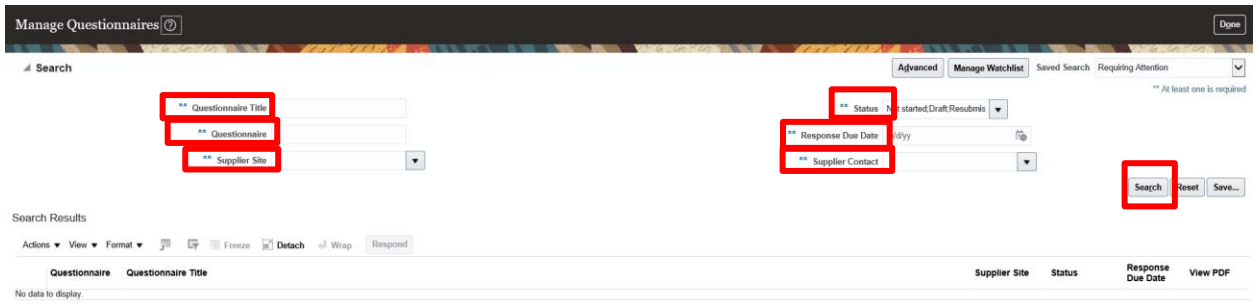 Manage Questionnaires
Done
Search
Advanced Manage Watchlist Saved Search Requiring Attention
** At least one is required
** Questionnaire Title
** Status Not started;Draft;Resubmis
** Questionnaire
** Response Due Date m/d/yy
** Supplier Site
** Supplier Contact
Search Reset Save...
Search Results
Actions View Format Freeze Detach Wrap Respond
Questionnaire Questionnaire Title Supplier Site Status Response Due Date View PDF
No data to display.